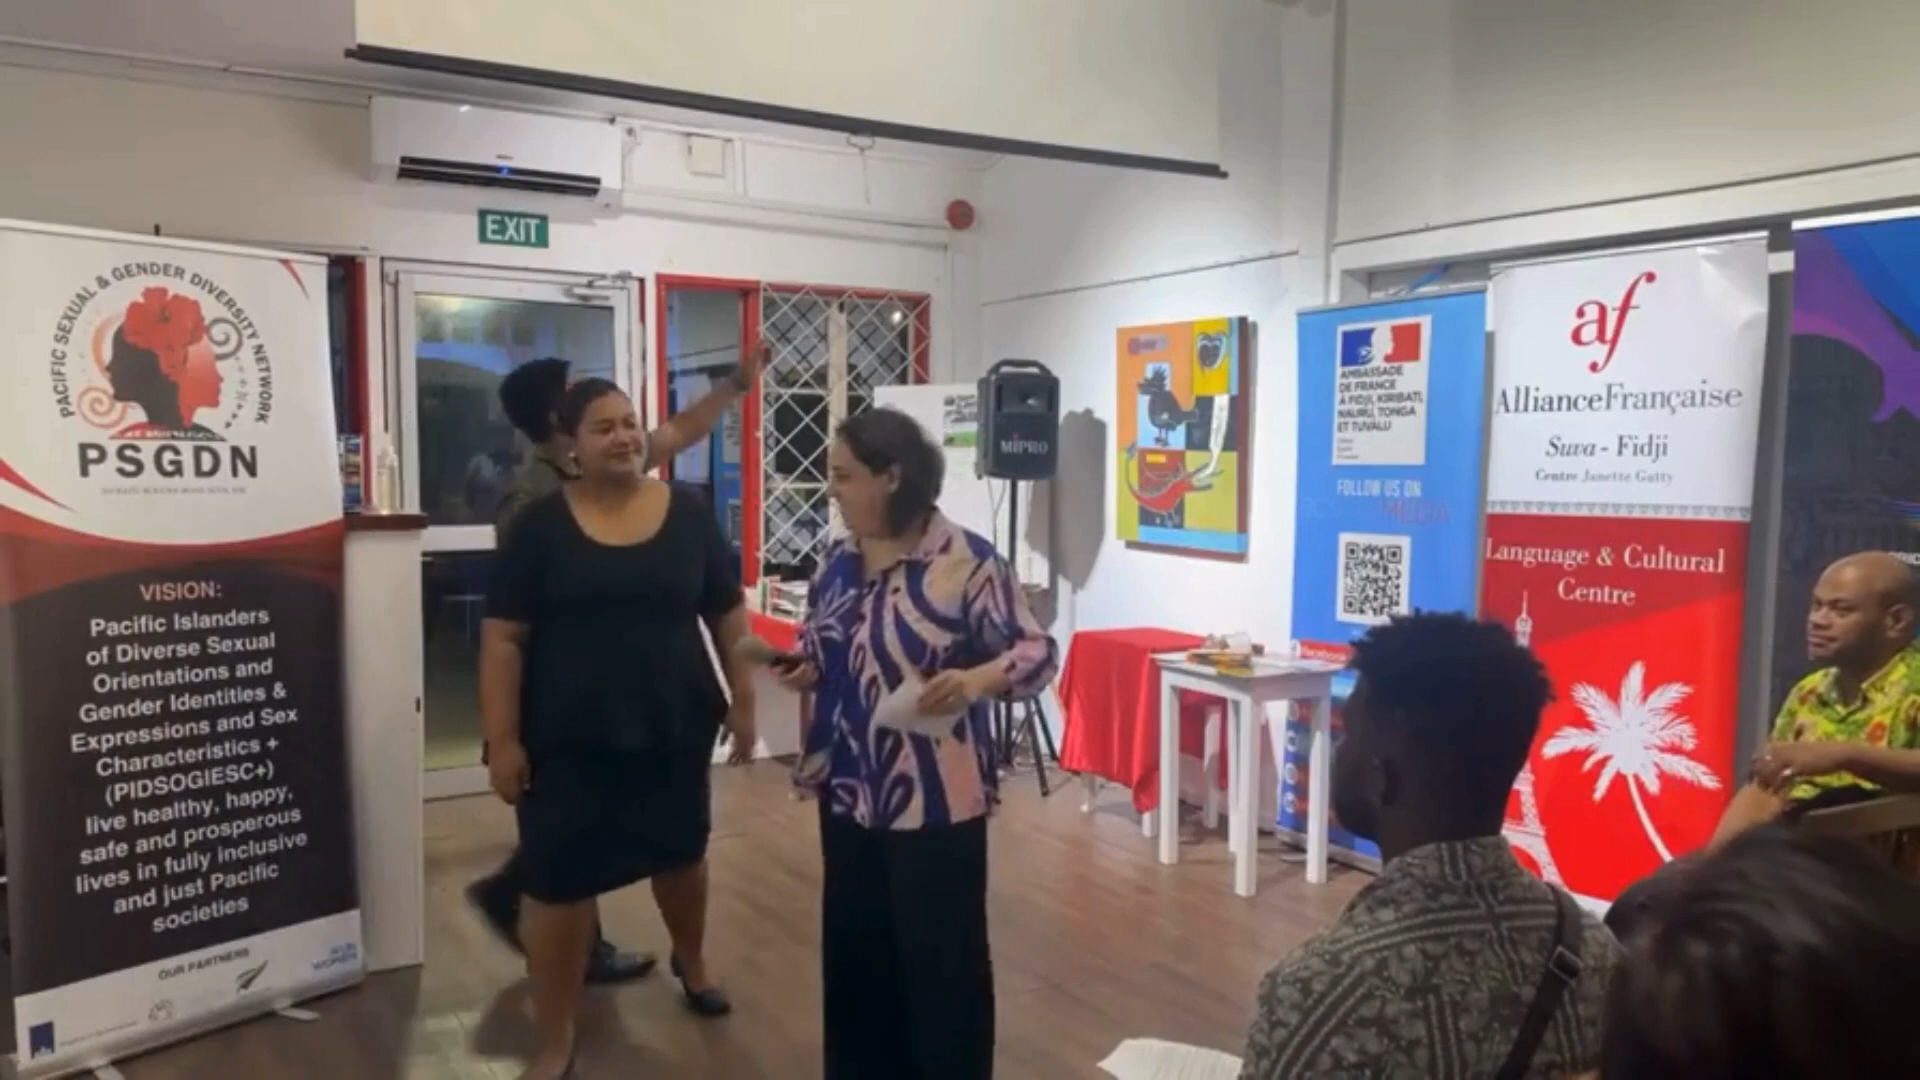 EXIT
PACIFIC SEXUAL & GENDER DIVERSITY NETWORK
PSGDN
VISION:
Pacific Islanders
of Diverse Sexual
Orientations and
Gender Identities &
Expressions and Sex
Characteristics +
(PIDSOGIESC+)
live healthy, happy,
safe and prosperous
lives in fully inclusive
and just Pacific
societies
OUR PARTNERS
WOMEN
MIPRO
AMBASSADE
DE FRANCE
À FIDJI, KIRIBATI,
NAURU, TONGA
ET TUVALU
FOLLOW US ON
MEDIA
facebook
af
AllianceFrançaise
Suva - Fidji
Centre Janette Gatty
Language & Cultural
Centre